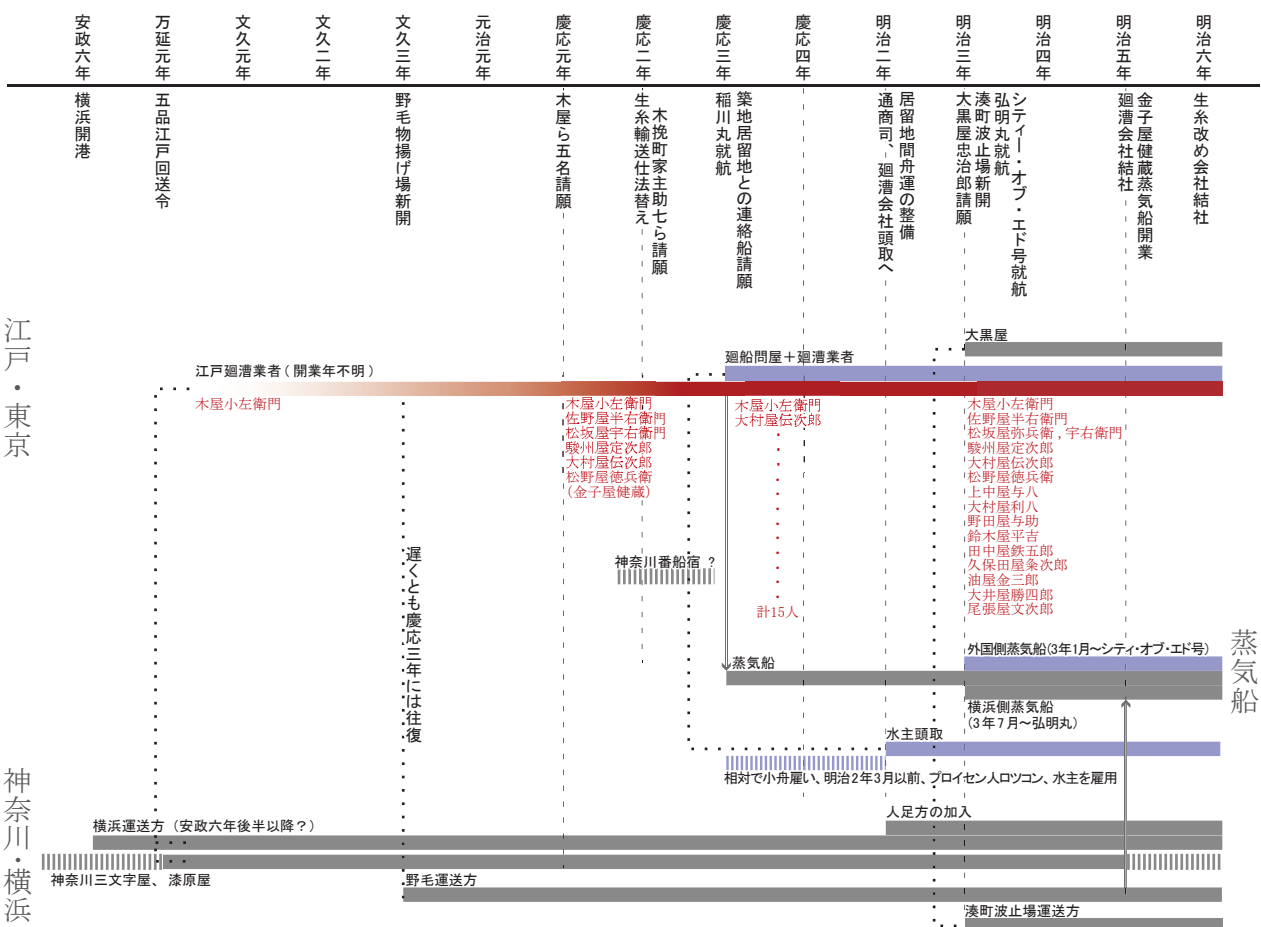 安政六年
万延元年
文久元年
文久二年
文久三年
元治元年
慶応元年
慶応二年
慶応三年
慶応四年
明治二年
明治三年
明治四年
明治五年
明治六年
横浜開港
五品江戸回送令
野毛物揚げ場新開
木屋ら五名請願
木挽町家主助七ら請願
生糸輸送仕法替え
築地居留地との連絡船請願
稲川丸就航
居留地間舟運の整備
通商司、廻漕会社頭取へ
シティー・オブ・エド号就航
弘明丸就航
湊町波止場新開
大黒屋忠治郎請願
金子屋健蔵蒸気船開業
廻漕会社結社
生糸改め会社結社
江戸・東京
大黒屋
廻船問屋＋廻漕業者
江戸廻漕業者(開業年不明)
木屋小左衛門
木屋小左衛門
佐野屋半右衛門
松坂屋宇右衛門
駿州屋定次郎
大村屋伝次郎
松野屋徳兵衛
(金子屋健蔵)
木屋小左衛門
大村屋伝次郎
計15人
木屋小左衛門
佐野屋半右衛門
松坂屋弥兵衛,宇右衛門
駿州屋定次郎
大村屋伝次郎
松野屋徳兵衛
上中屋与八
大村屋利八
野田屋与助
鈴木屋平吉
田中屋鉄五郎
久保田屋粂次郎
油屋金三郎
大井屋勝四郎
尾張屋文次郎
神奈川番船宿 ?
遅くとも慶応三年には往復
蒸気船
外国側蒸気船(3年1月～シティ・オブ・エド号)
蒸気船
横浜側蒸気船
(3年7月～弘明丸)
水主頭取
相対で小舟雇い、明治2年3月以前、プロイセン人ロツコン、水主を雇用
神奈川・横浜
人足方の加入
横浜運送方 (安政六年後半以降？)
神奈川三文字屋、漆原屋
野毛運送方
湊町波止場運送方